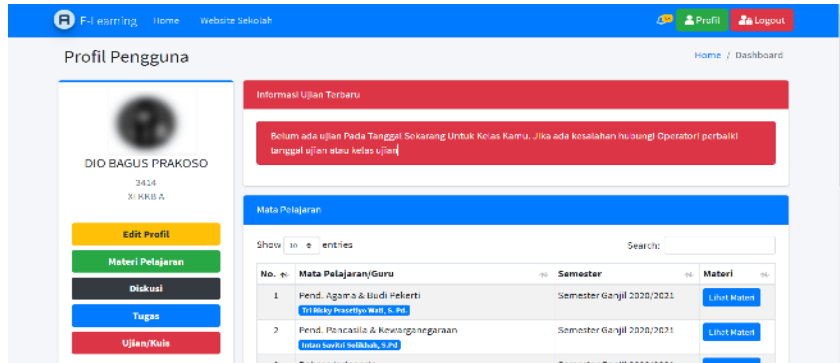 E-Learning Home Website Sekolah Profil Logout
Profil Pengguna
Home / Dashboard
DIO BAGUS PRAKOSO
3414
XI KKB A
Edit Profil
Materi Pelajaran
Diskusi
Tugas
Ujian/Kuis
Informasi Ujian Terbaru
Belum ada ujian Pada Tanggal Sekarang Untuk Kelas Kamu. Jika ada kesalahan hubungi Operator! perbaiki
tanggal ujian atau kelas ujian
Mata Pelajaran
Show 10 entries Search:
No. Mata Pelajaran/Guru Semester Materi
1 Pend. Agama & Budi Pekerti Semester Ganjil 2020/2021 Lihat Materi
Tri Risky Prasetiyo Wati, S. Pd.
2 Pend. Pancasila & Kewarganegaraan Semester Ganjil 2020/2021 Lihat Materi
Intan Savitri Solikhah, S.Pd